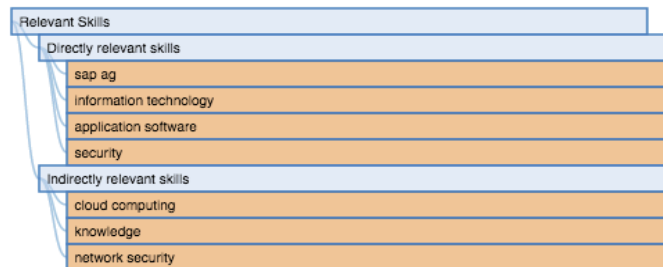 Relevant Skills
Directly relevant skills
sap ag
information technology
application software
security
Indirectly relevant skills
cloud computing
knowledge
network security